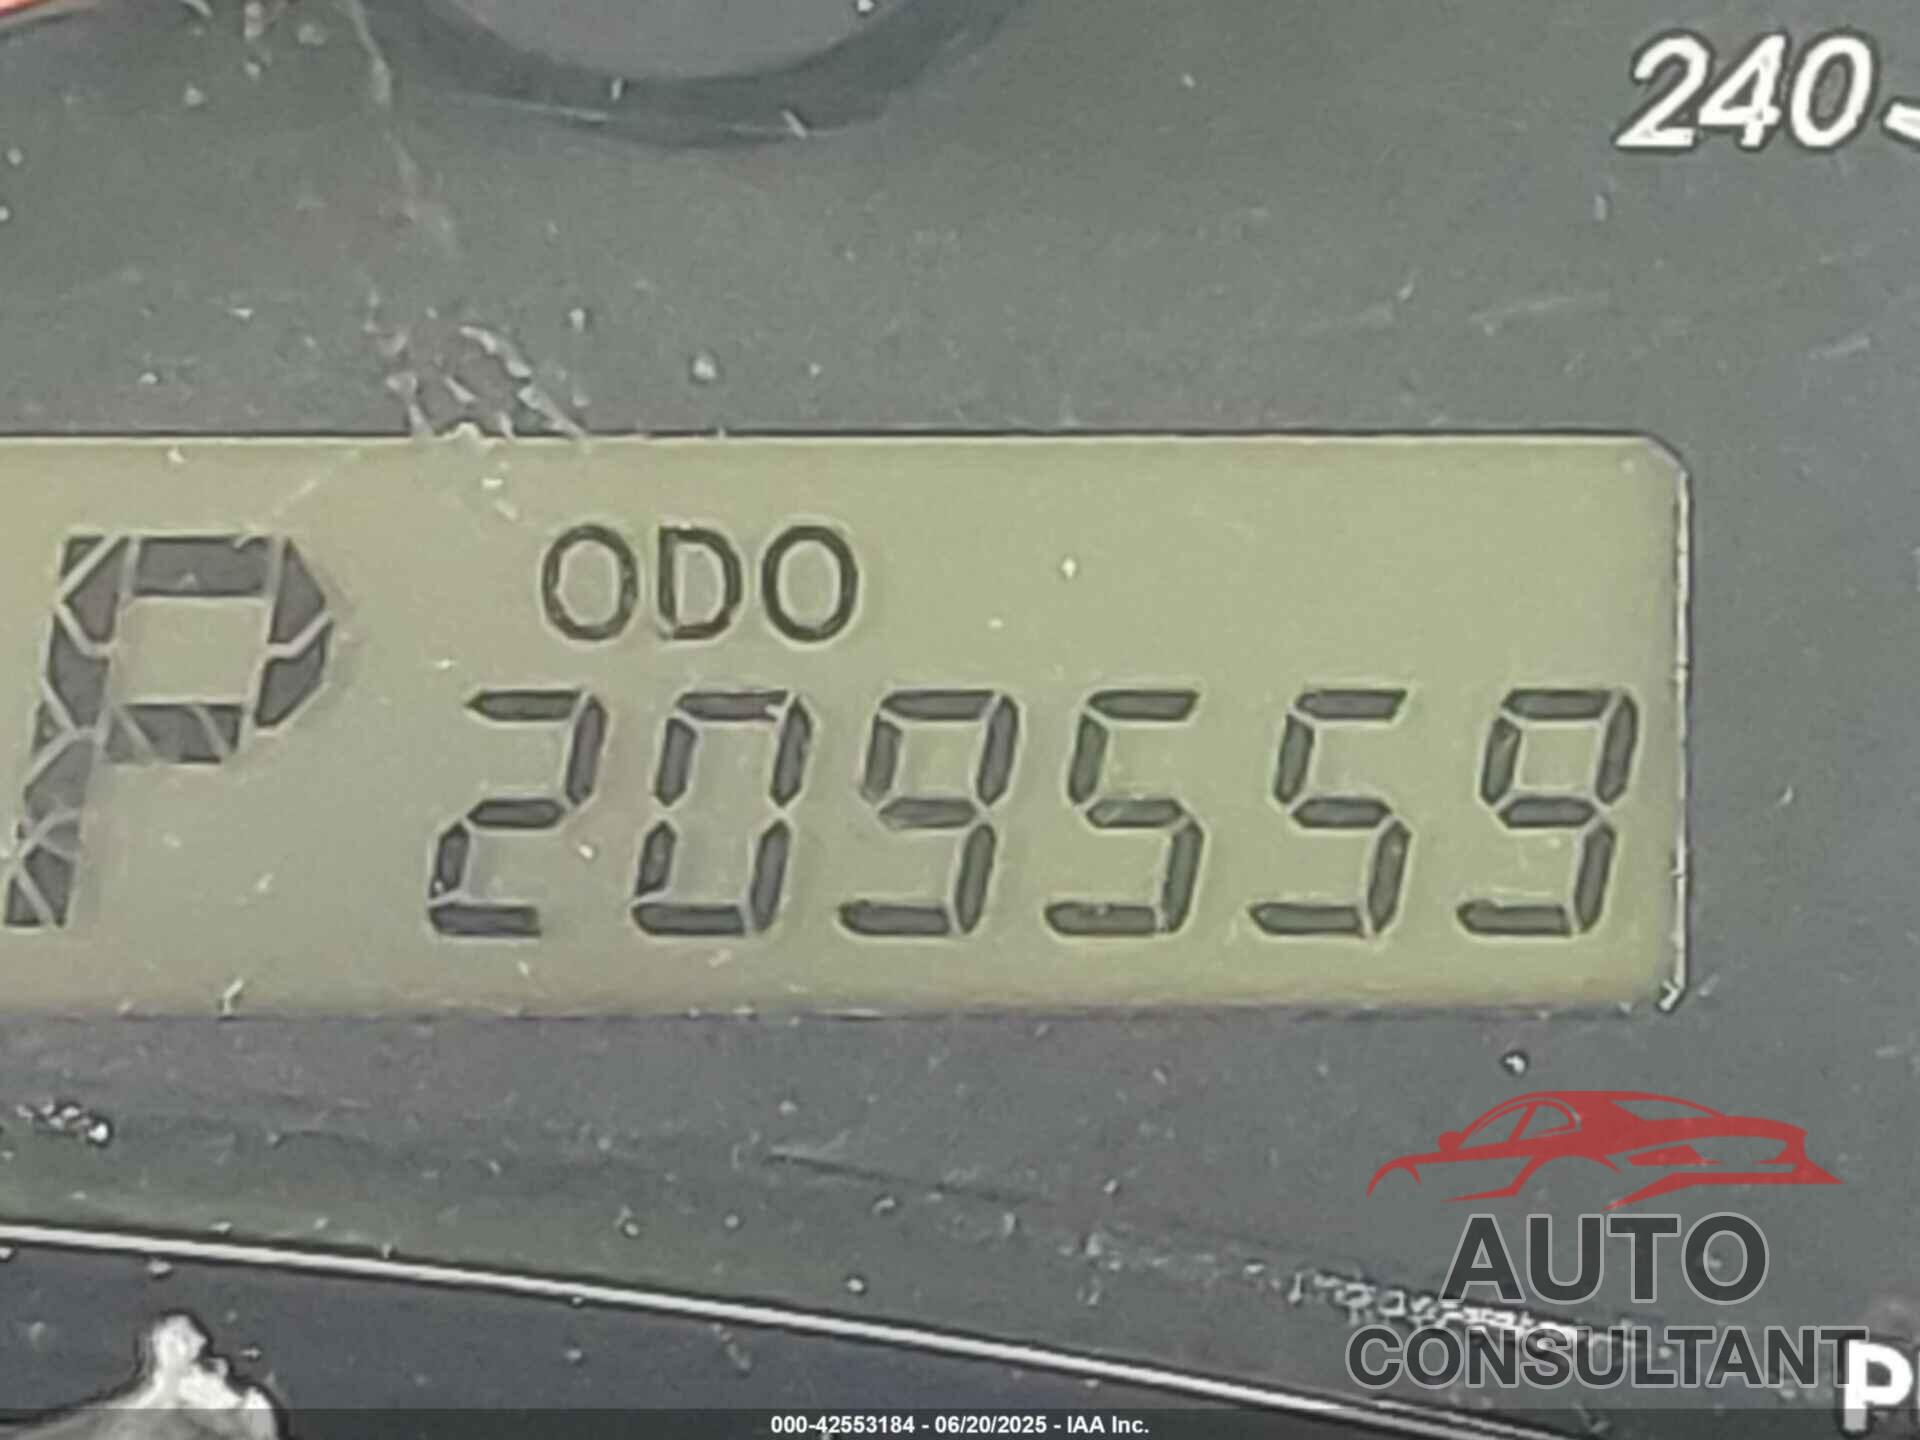 240
ODO
P 209559
AUTO
CONSULTANT
000-42553184 - 06/20/2025 - IAA Inc.